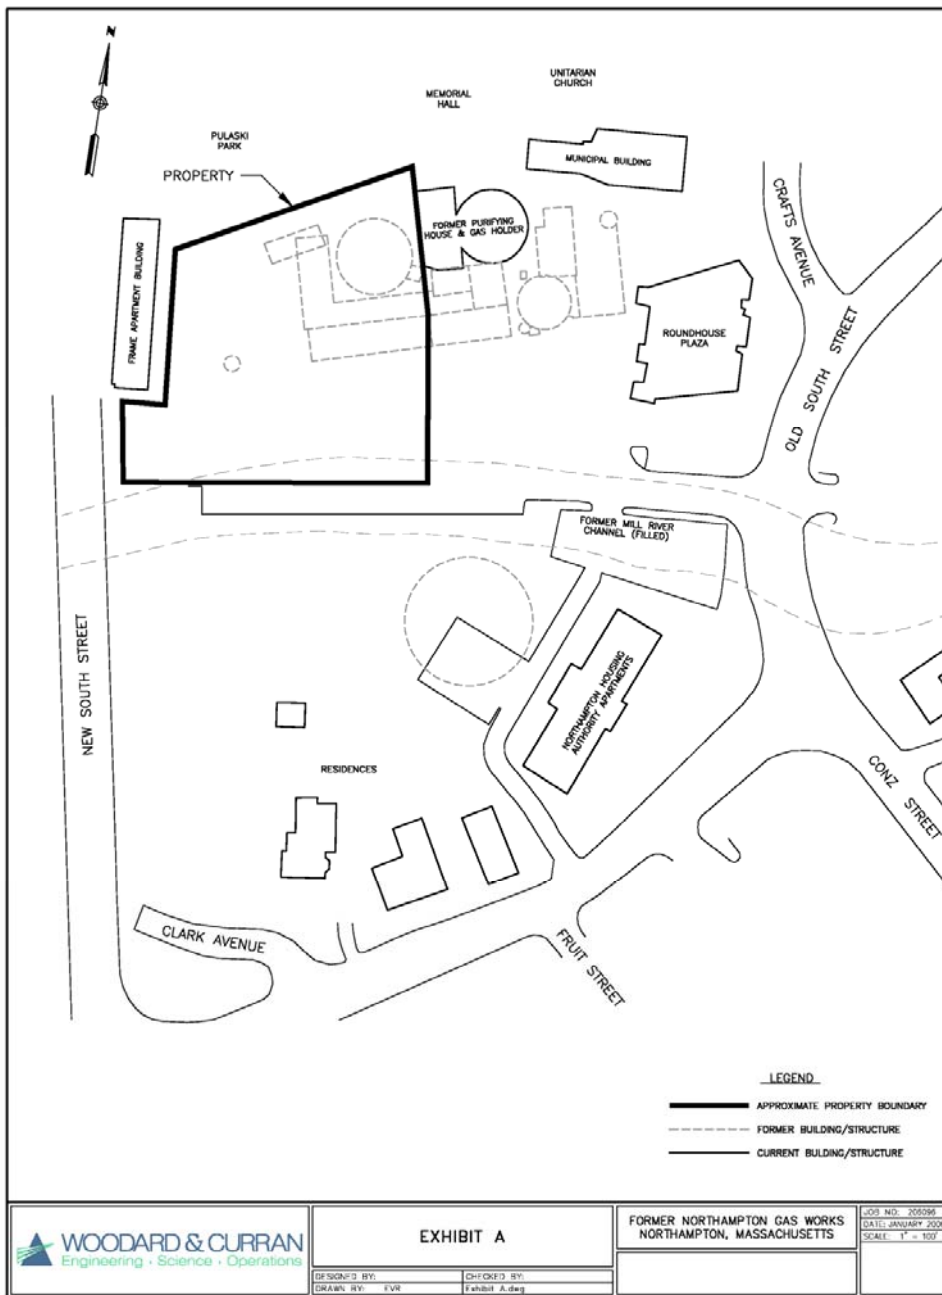 N
UNITARIAN
CHURCH
MEMORIAL
HALL
PULASKI
PARK
PROPERTY
MUNICIPAL BUILDING
CRAFTS AVENUE
FORMER PURIFYING
HOUSE & GAS HOLDER
FRAME APARTMENT BUILDING
ROUNDHOUSE
PLAZA
OLD SOUTH STREET
FORMER MILL RIVER
CHANNEL (FILLED)
NEW SOUTH STREET
NORTHAMPTON HOUSING
AUTHORITY APARTMENTS
RESIDENCES
CONZ STREET
CLARK AVENUE
FRUIT STREET
LEGEND
APPROXIMATE PROPERTY BOUNDARY
FORMER BUILDING/STRUCTURE
CURRENT BUILDING/STRUCTURE
WOODARD & CURRAN
Engineering · Science · Operations
EXHIBIT A
DESIGNED BY:
CHECKED BY:
DRAWN BY: EVR
Exhibit A.dwg
FORMER NORTHAMPTON GAS WORKS
NORTHAMPTON, MASSACHUSETTS
JOB NO:
DATE: JANUARY
SCALE: 1" = 100'